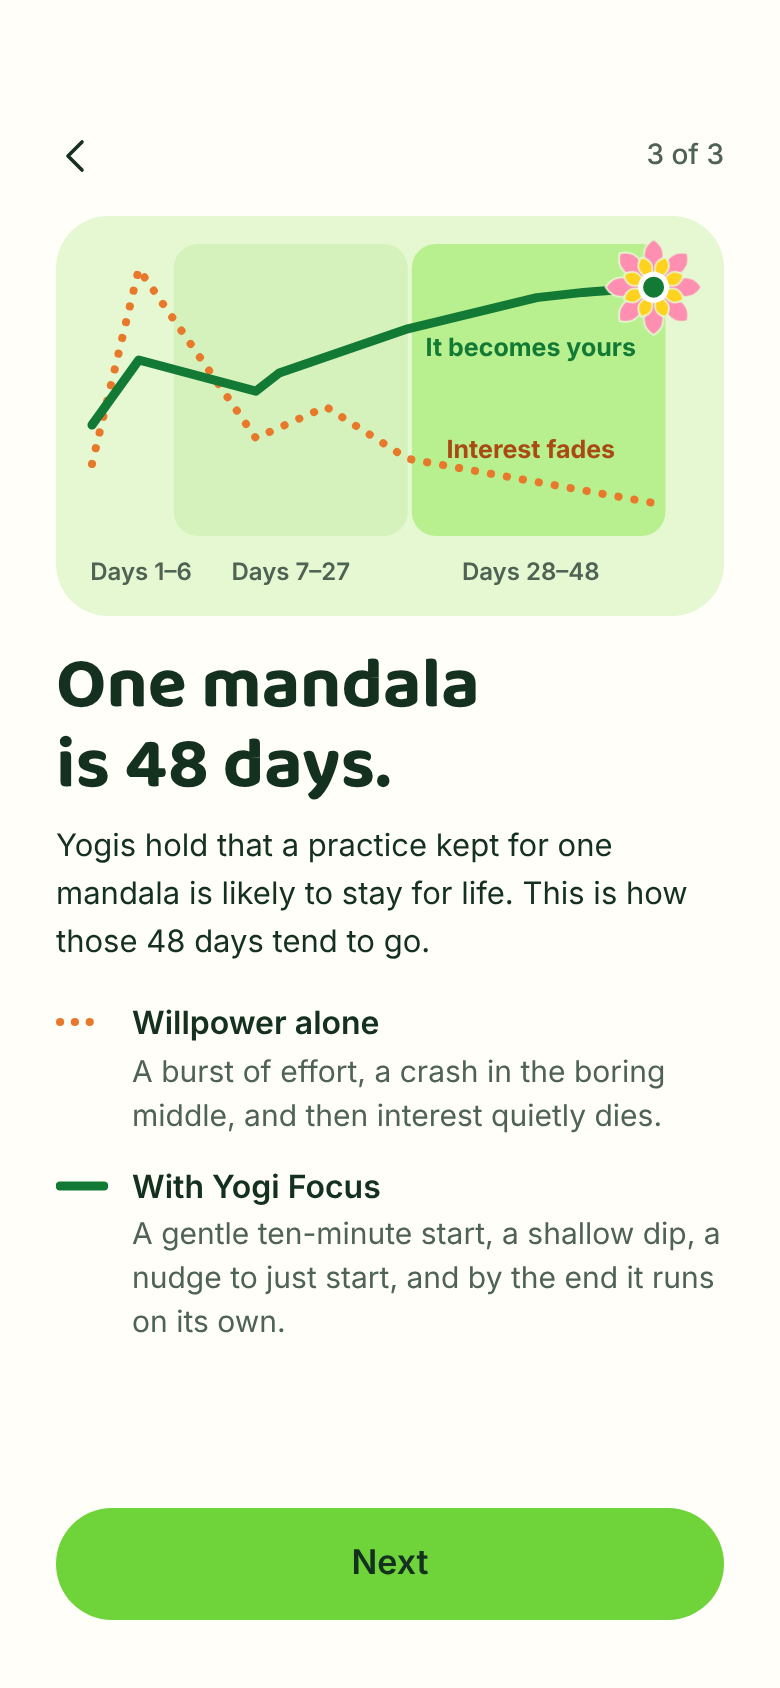 3 of 3
It becomes yours
Interest fades
Days 1–6 Days 7–27 Days 28–48
One mandala
is 48 days.
Yogis hold that a practice kept for one
mandala is likely to stay for life. This is how
those 48 days tend to go.
Willpower alone
A burst of effort, a crash in the boring
middle, and then interest quietly dies.
With Yogi Focus
A gentle ten-minute start, a shallow dip, a
nudge to just start, and by the end it runs
on its own.
Next